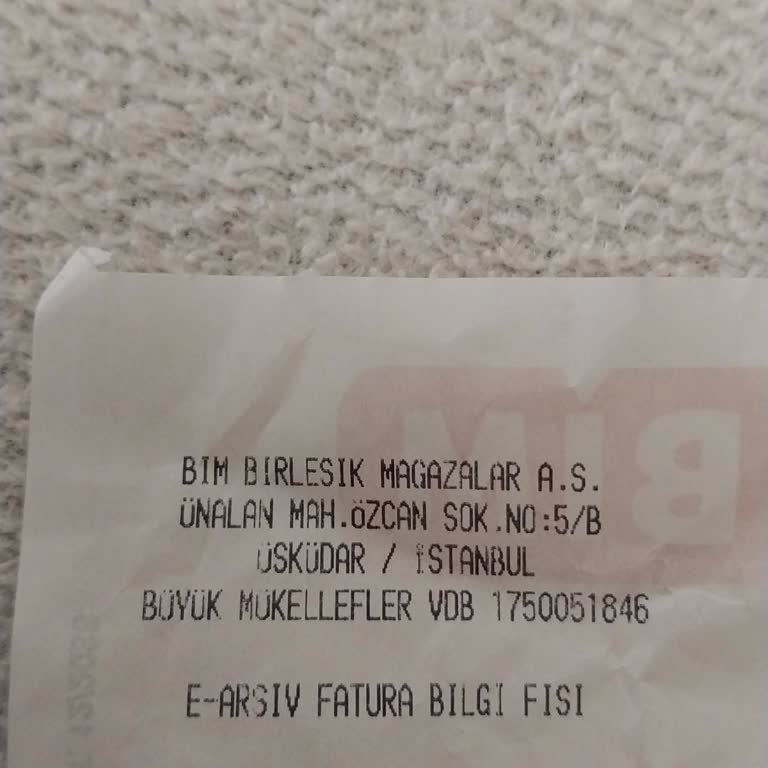 BIM BIRLESIK MAGAZALAR A.S.
ÜNALAN MAH.ÖZCAN SOK.NO:5/B
ÜSKÜDAR / İSTANBUL
BÜYÜK MÜKELLEFLER VDB 1750051846
E-ARSIV FATURA BILGI FISI
BİM